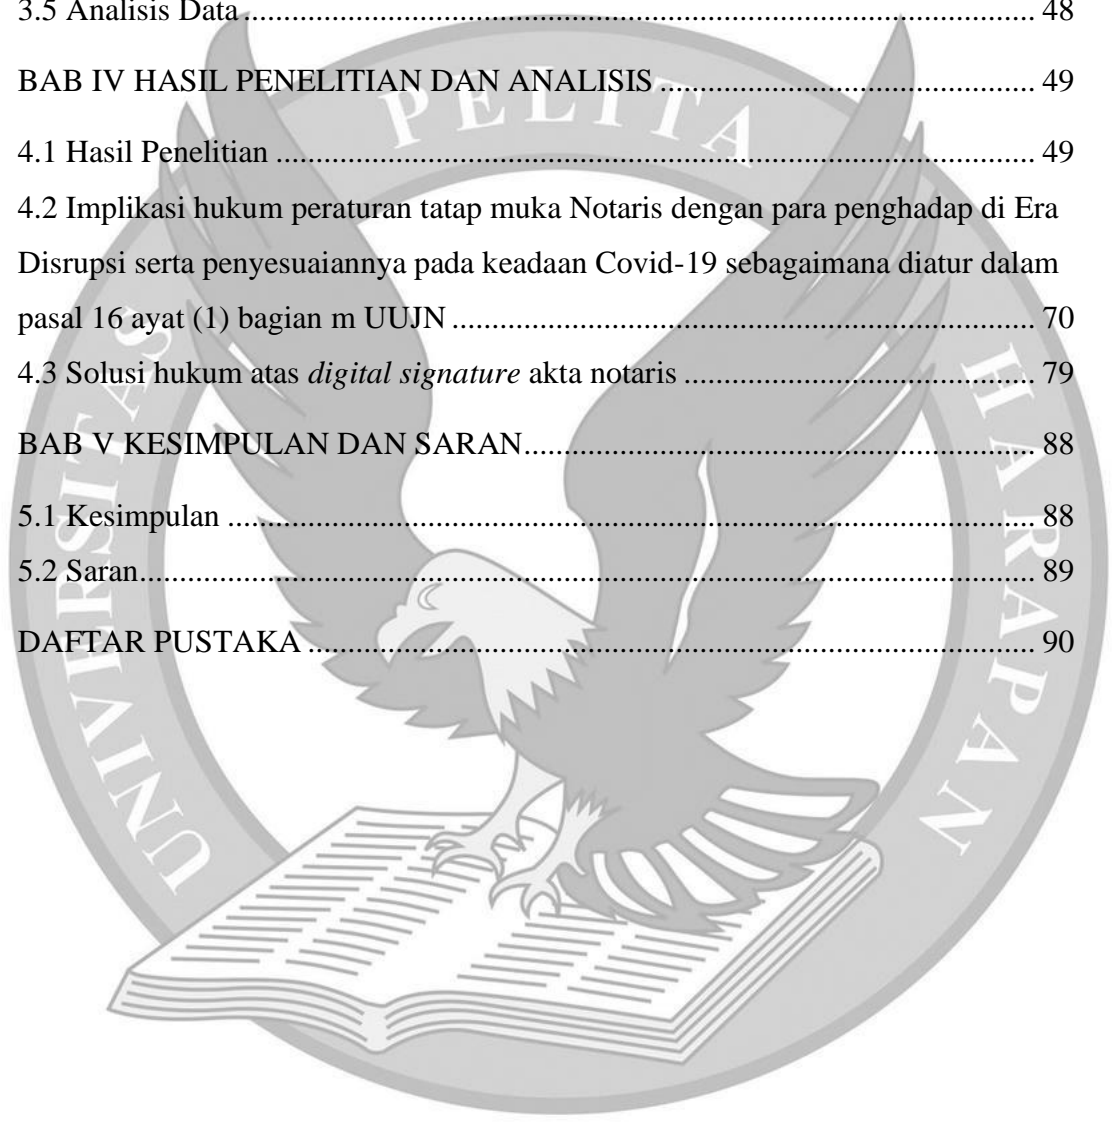 3.5 Analisis Data ........ 48
BAB IV HASIL PENELITIAN DAN ANALISIS ........ 49
4.1 Hasil Penelitian ........ 49
4.2 Implikasi hukum peraturan tatap muka Notaris dengan para penghadap di Era
Disrupsi serta penyesuaiannya pada keadaan Covid-19 sebagaimana diatur dalam
pasal 16 ayat (1) bagian m UUJN ........ 70
4.3 Solusi hukum atas digital signature akta notaris ........ 79
BAB V KESIMPULAN DAN SARAN ........ 88
5.1 Kesimpulan ........ 88
5.2 Saran ........ 89
DAFTAR PUSTAKA ........ 90
UNIVERSITAS PELITA HARAPAN